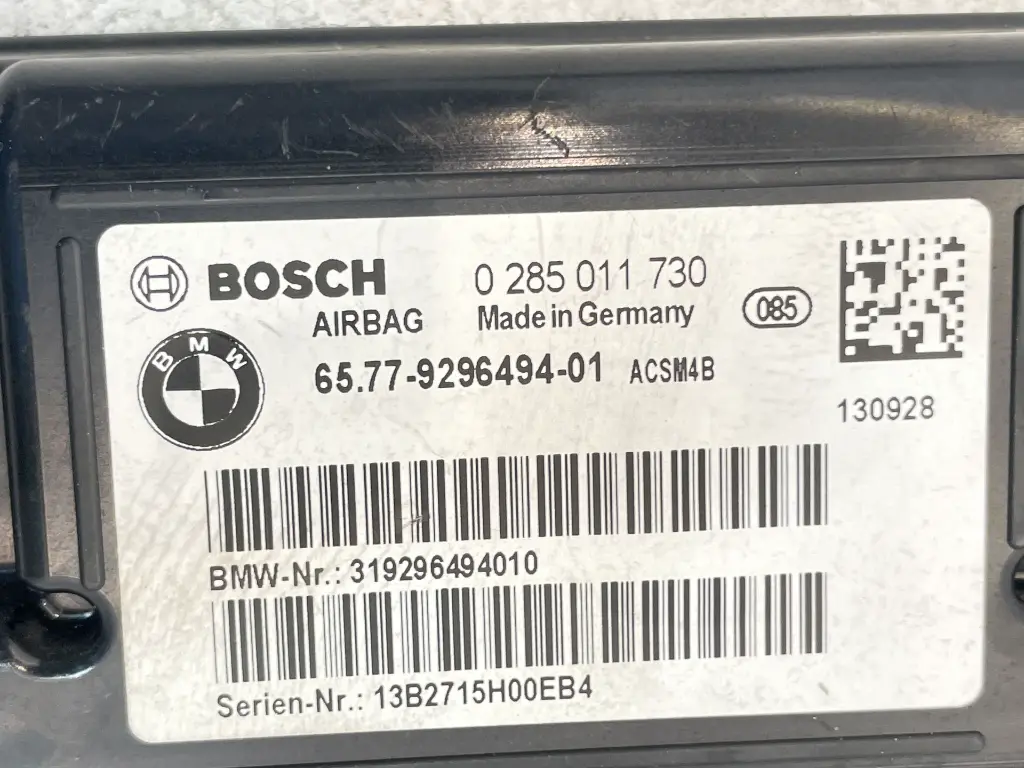 BOSCH 0 285 011 730
AIRBAG Made in Germany 085
BMW
65.77-9296494-01 ACSM4B
130928
BMW-Nr.: 319296494010
Serien-Nr.: 13B2715H00EB4